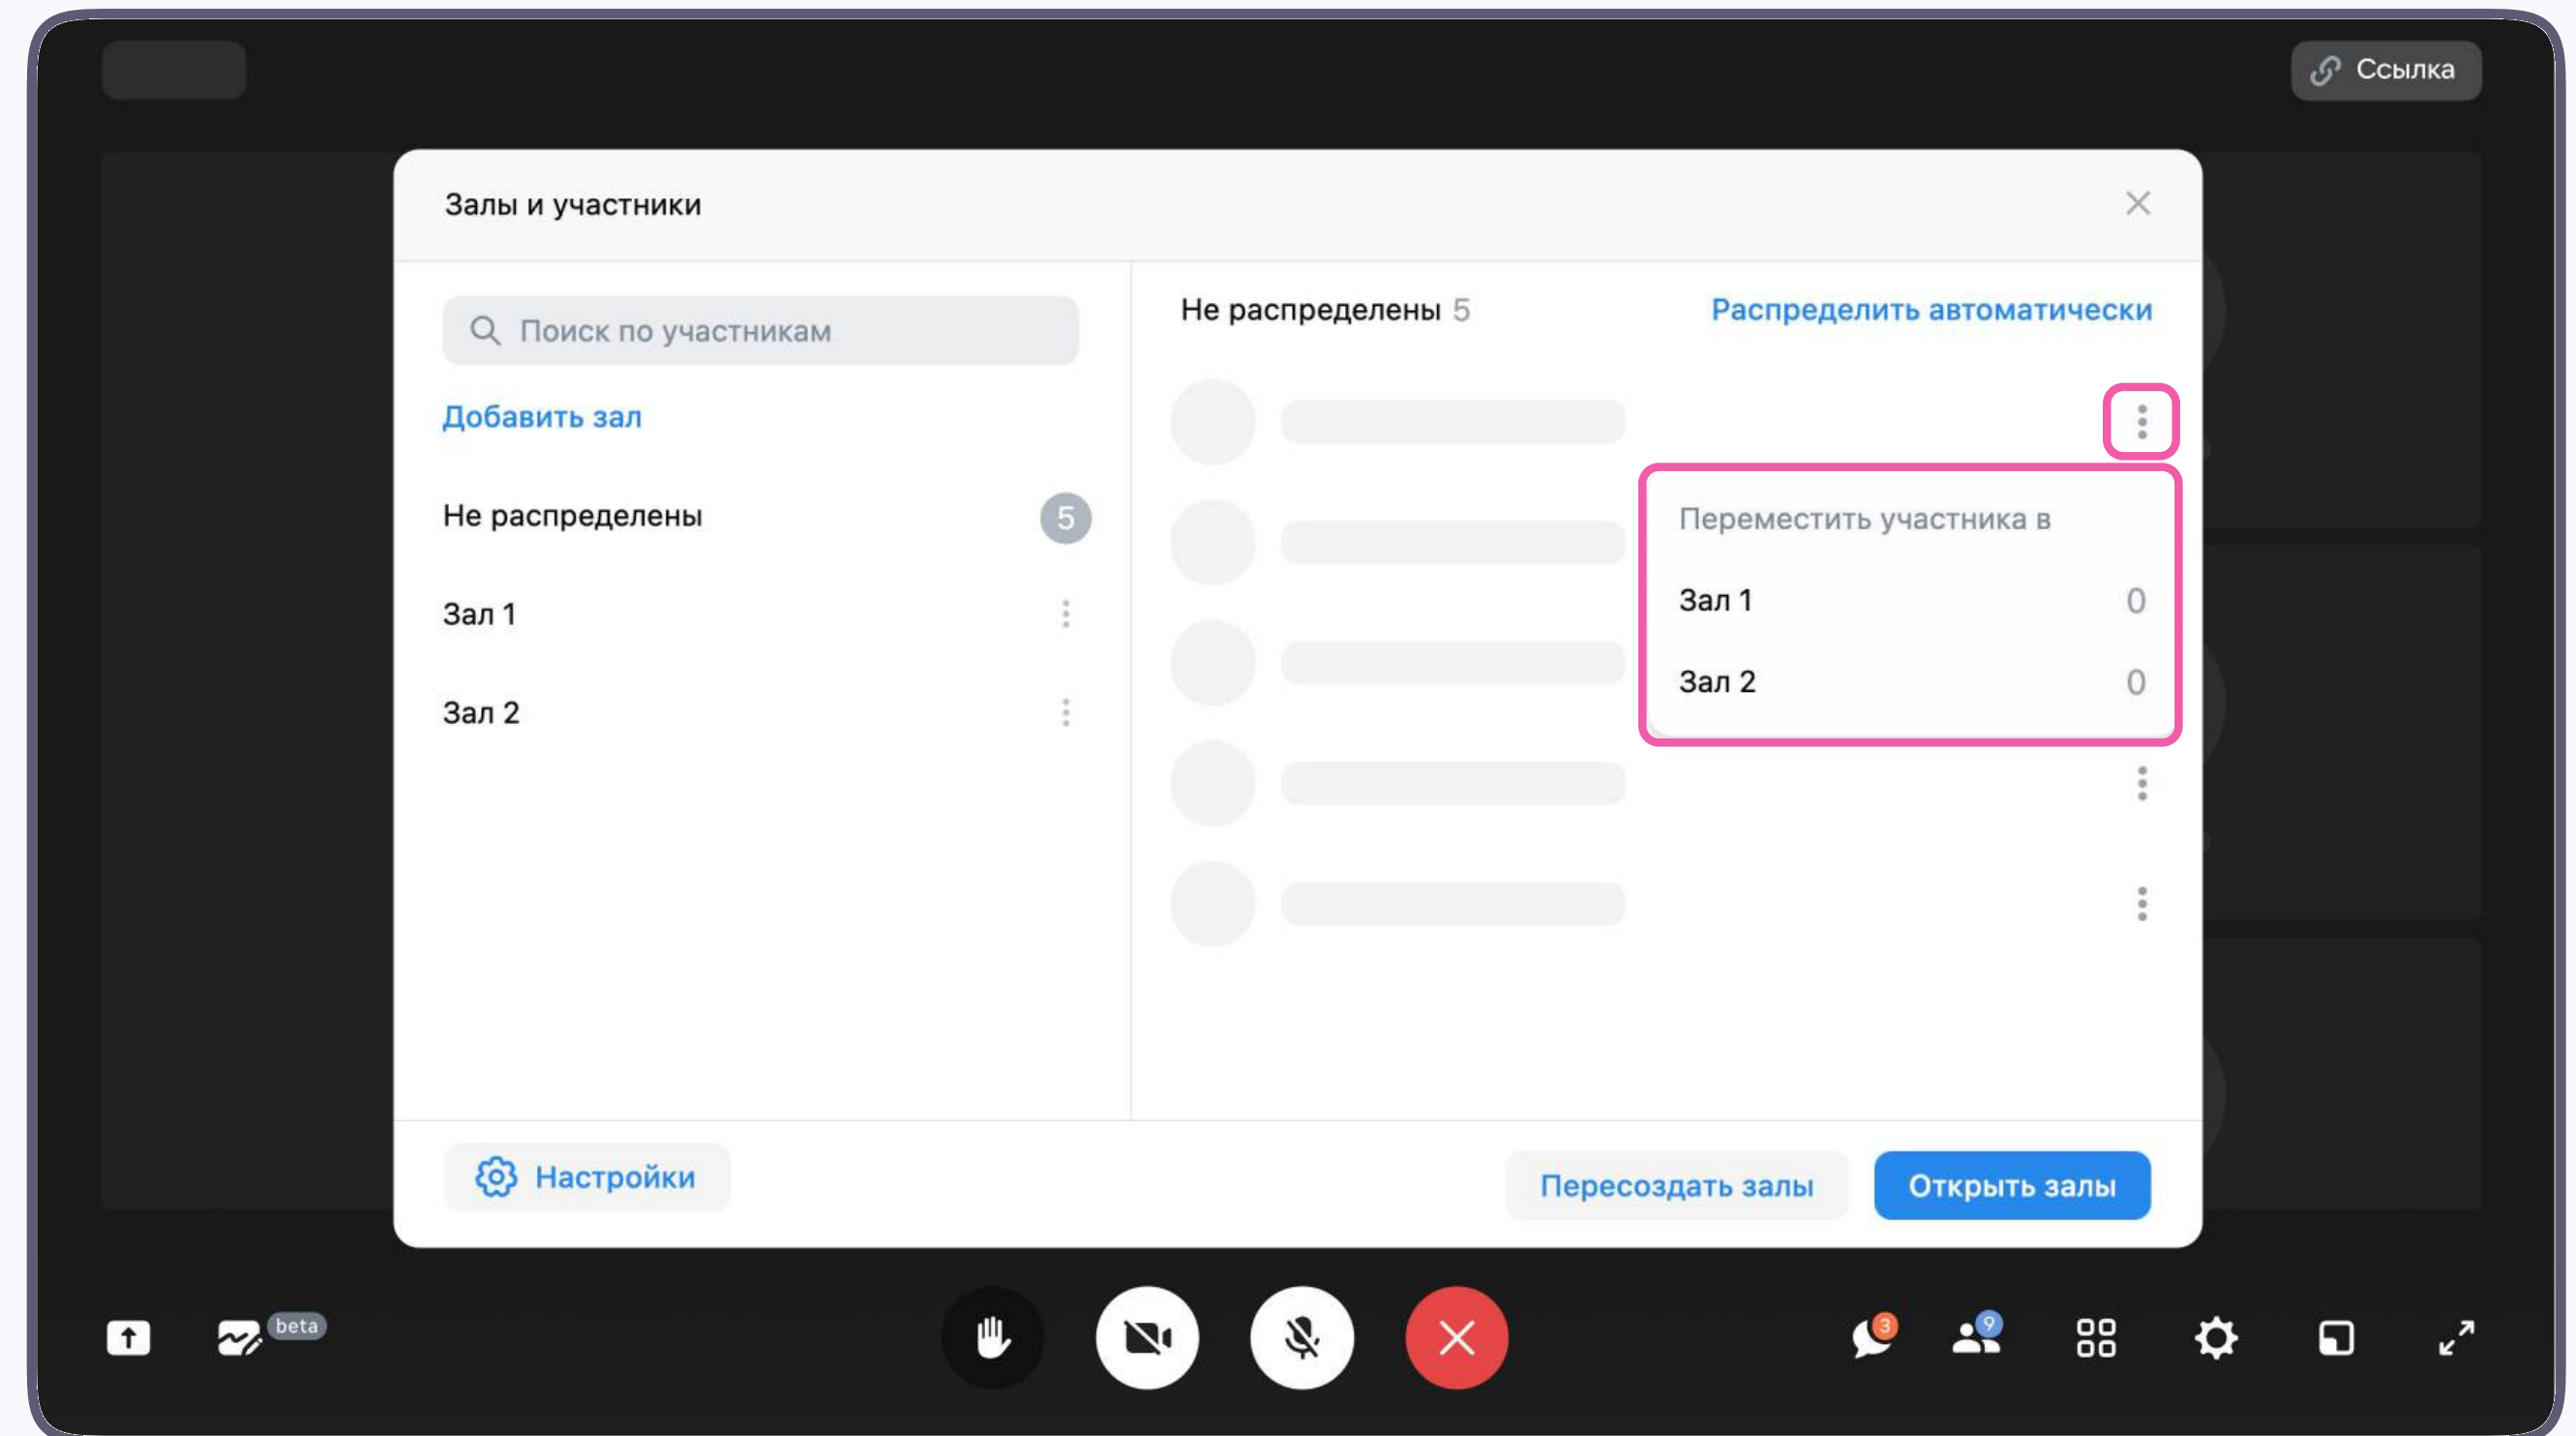 Ссылка
Залы и участники
Поиск по участникам
Добавить зал
Не распределены 5
Зал 1
Зал 2
Не распределены 5
Распределить автоматически
Переместить участника в
Зал 1 0
Зал 2 0
Настройки
Пересоздать залы
Открыть залы
beta
3
9